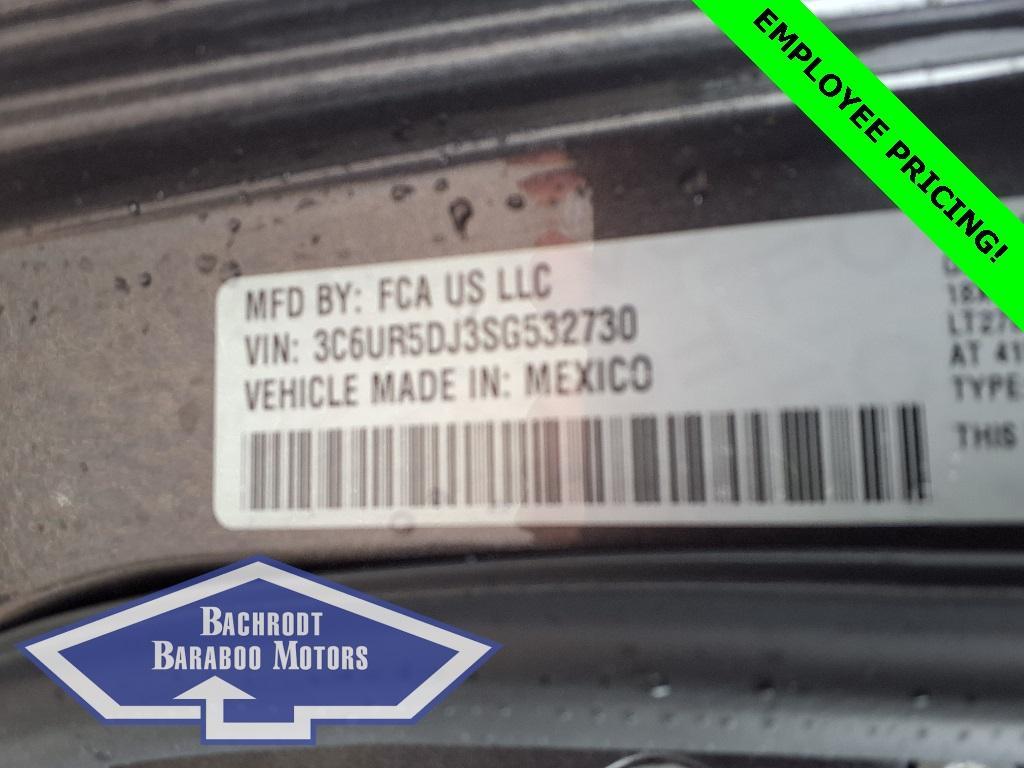 EMPLOYEE PRICING!
MFD BY: FCA US LLC
VIN: 3C6UR5DJ3SG532730
VEHICLE MADE IN: MEXICO
AT 41
TYPE
THIS
BACHRODT
BARABOO MOTORS